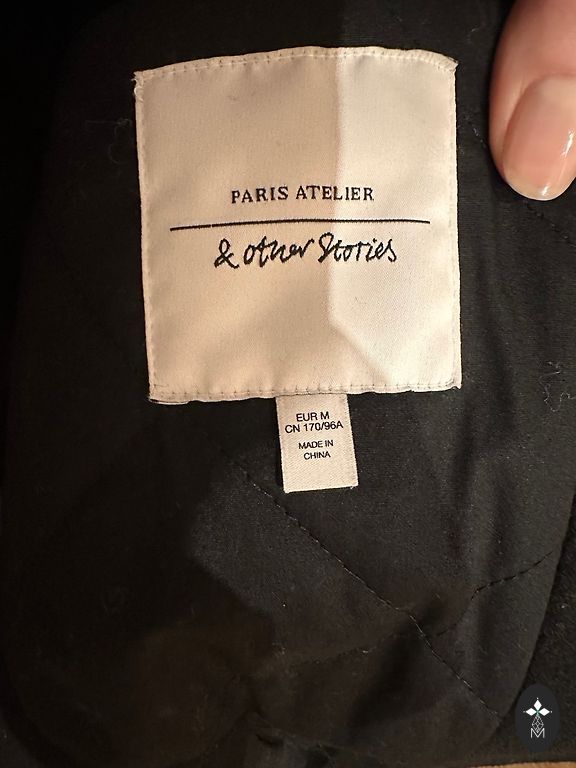 PARIS ATELIER
& other Stories
EUR M
CN 170/96A
MADE IN
CHINA
M